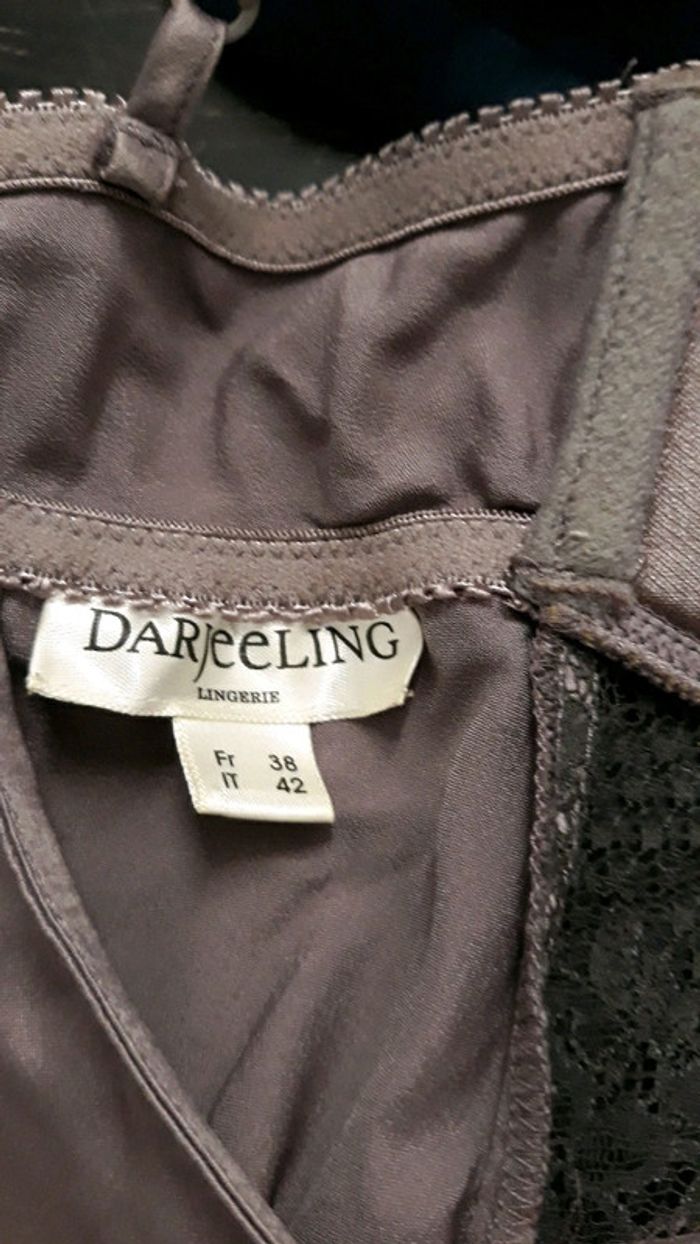 DARJeeLING
LINGERIE
Fr 38
IT 42